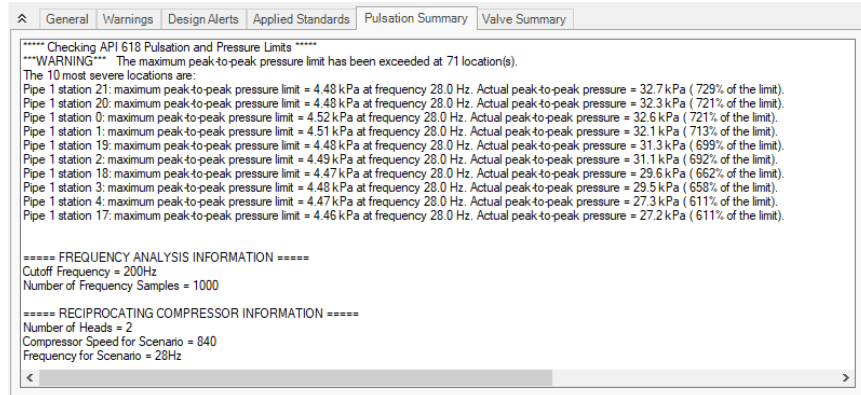 General Warnings Design Alerts Applied Standards Pulsation Summary Valve Summary
***** Checking API 618 Pulsation and Pressure Limits *****
***WARNING*** The maximum peak-to-peak pressure limit has been exceeded at 71 location(s).
The 10 most severe locations are:
Pipe 1 station 21: maximum peak-to-peak pressure limit = 4.48 kPa at frequency 28.0 Hz. Actual peak-to-peak pressure = 32.7 kPa ( 729% of the limit).
Pipe 1 station 20: maximum peak-to-peak pressure limit = 4.48 kPa at frequency 28.0 Hz. Actual peak-to-peak pressure = 32.3 kPa ( 721% of the limit).
Pipe 1 station 0: maximum peak-to-peak pressure limit = 4.52 kPa at frequency 28.0 Hz. Actual peak-to-peak pressure = 32.6 kPa ( 721% of the limit).
Pipe 1 station 1: maximum peak-to-peak pressure limit = 4.51 kPa at frequency 28.0 Hz. Actual peak-to-peak pressure = 32.1 kPa ( 713% of the limit).
Pipe 1 station 19: maximum peak-to-peak pressure limit = 4.48 kPa at frequency 28.0 Hz. Actual peak-to-peak pressure = 31.3 kPa ( 699% of the limit).
Pipe 1 station 2: maximum peak-to-peak pressure limit = 4.49 kPa at frequency 28.0 Hz. Actual peak-to-peak pressure = 31.1 kPa ( 692% of the limit).
Pipe 1 station 18: maximum peak-to-peak pressure limit = 4.47 kPa at frequency 28.0 Hz. Actual peak-to-peak pressure = 29.6 kPa ( 662% of the limit).
Pipe 1 station 3: maximum peak-to-peak pressure limit = 4.48 kPa at frequency 28.0 Hz. Actual peak-to-peak pressure = 29.5 kPa ( 658% of the limit).
Pipe 1 station 4: maximum peak-to-peak pressure limit = 4.47 kPa at frequency 28.0 Hz. Actual peak-to-peak pressure = 27.3 kPa ( 611% of the limit).
Pipe 1 station 17: maximum peak-to-peak pressure limit = 4.46 kPa at frequency 28.0 Hz. Actual peak-to-peak pressure = 27.2 kPa ( 611% of the limit).
===== FREQUENCY ANALYSIS INFORMATION =====
Cutoff Frequency = 200Hz
Number of Frequency Samples = 1000
===== RECIPROCATING COMPRESSOR INFORMATION =====
Number of Heads = 2
Compressor Speed for Scenario = 840
Frequency for Scenario = 28Hz